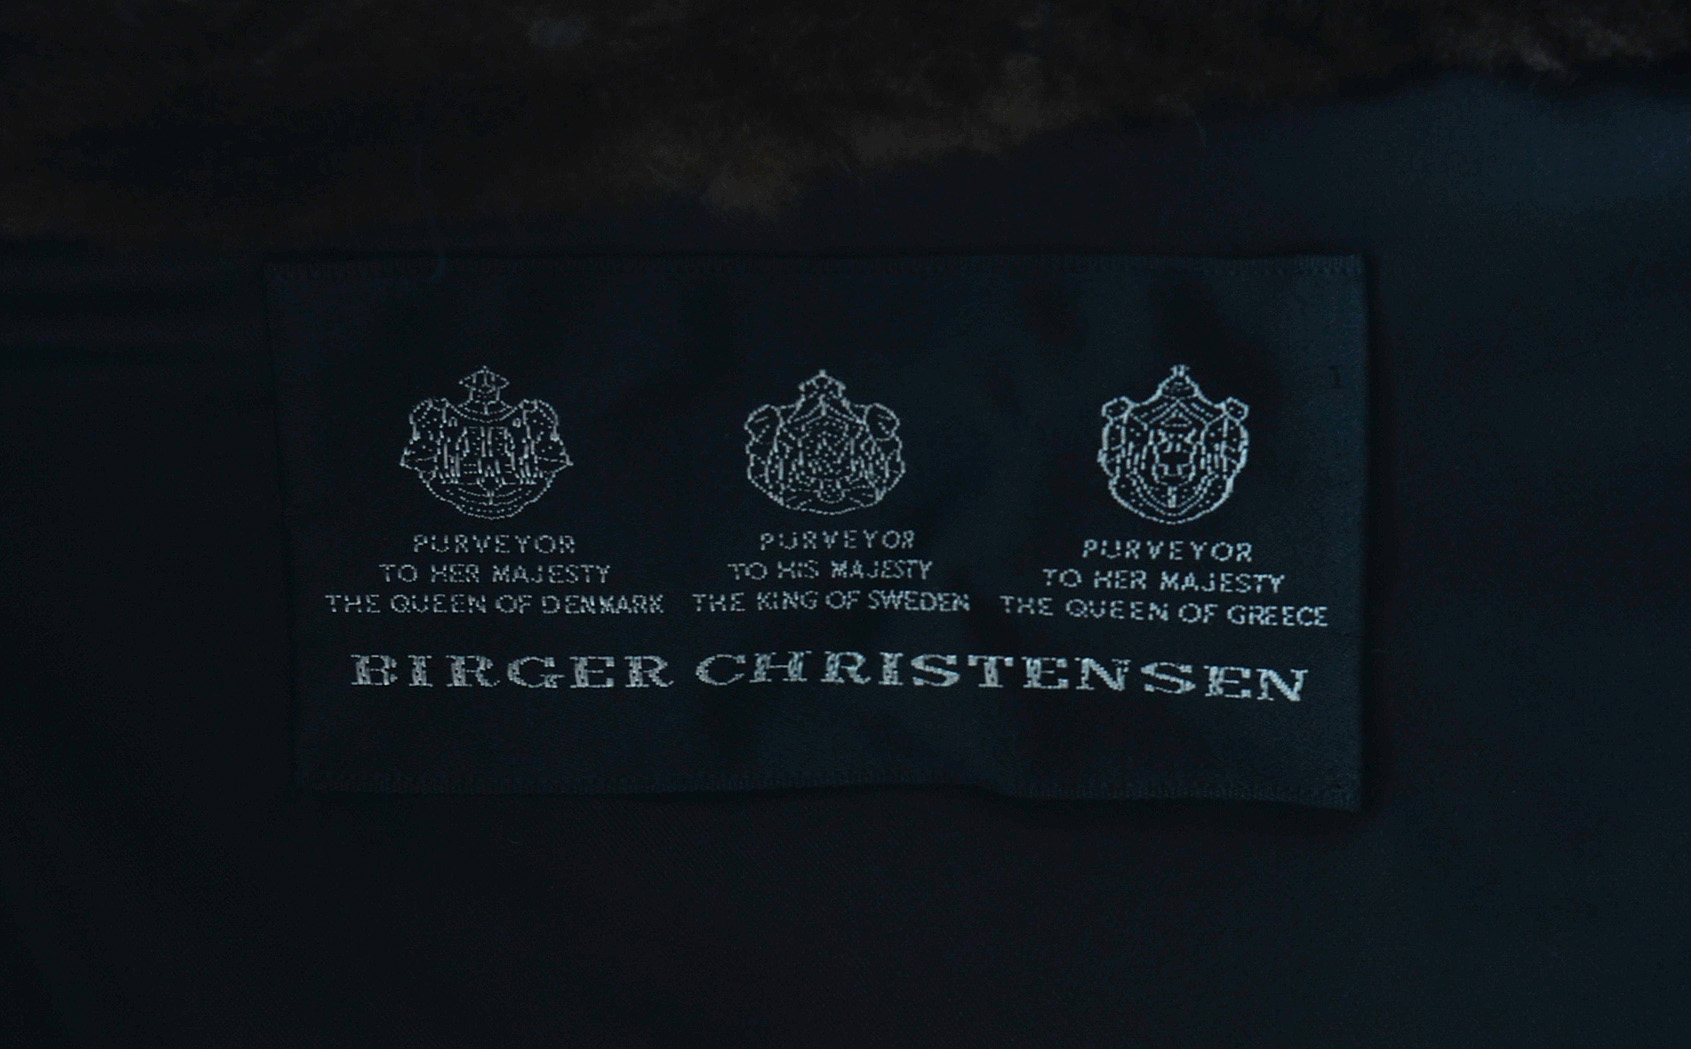 PURVEYOR
TO HER MAJESTY
THE QUEEN OF DENMARK
PURVEYOR
TO HIS MAJESTY
THE KING OF SWEDEN
PURVEYOR
TO HER MAJESTY
THE QUEEN OF GREECE
BIRGER CHRISTENSEN